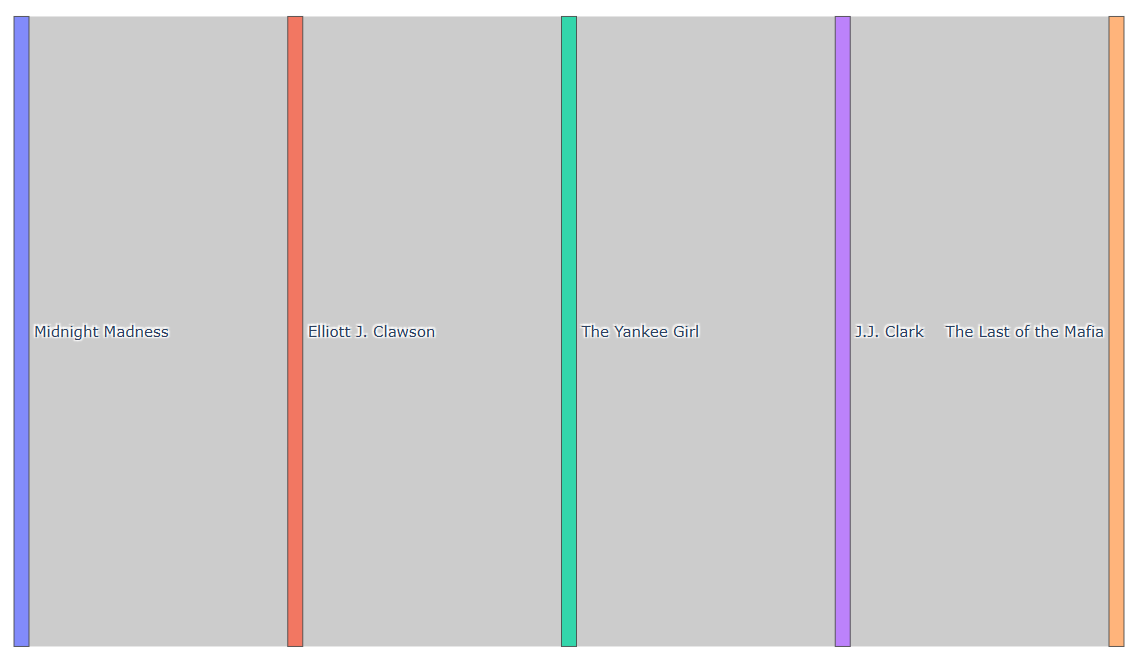 Midnight Madness
Elliott J. Clawson
The Yankee Girl
J.J. Clark
The Last of the Mafia